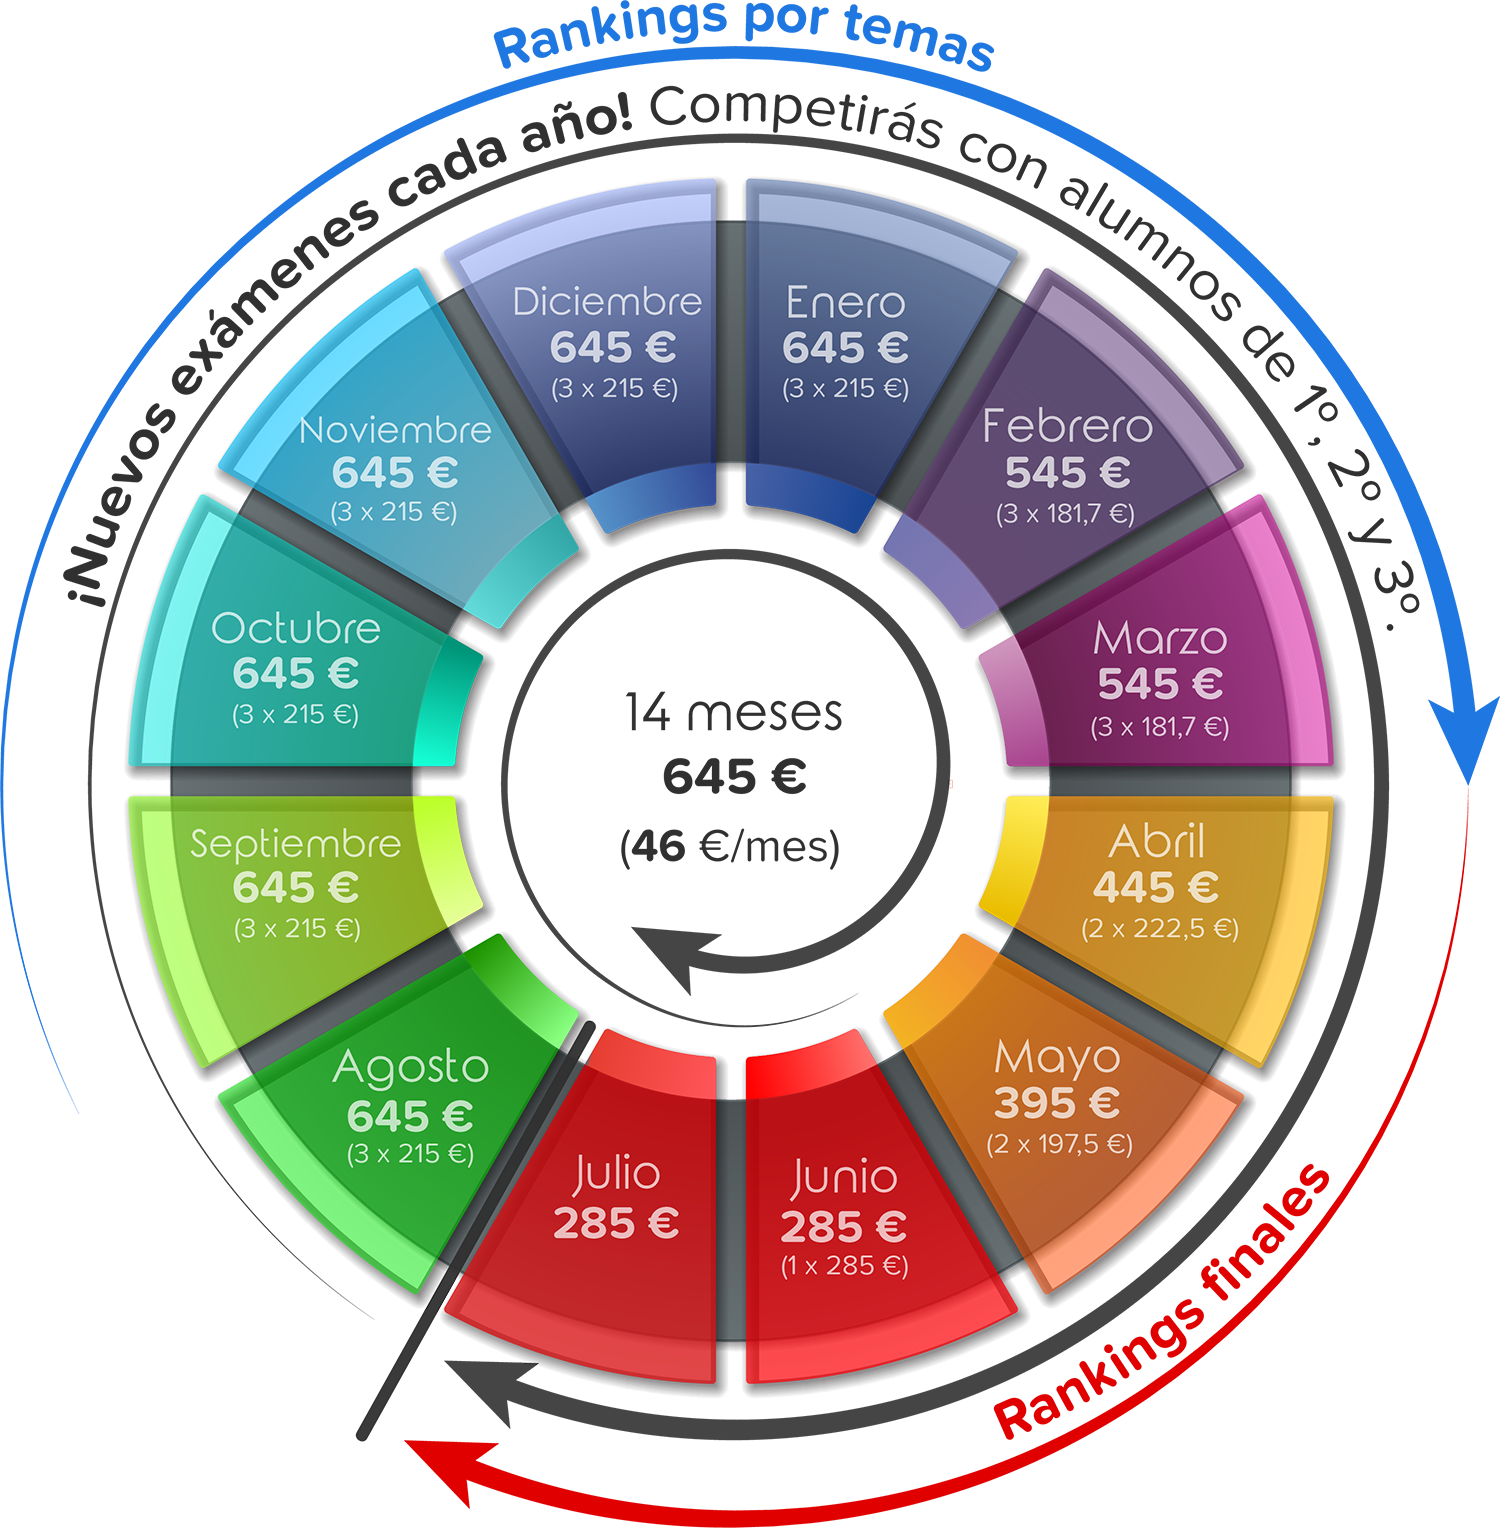 Rankings por temas
¡Nuevos exámenes cada año! Competirás con alumnos de 1º, 2º y 3º.
Diciembre
645 €
(3 x 215 €)
Enero
645 €
(3 x 215 €)
Febrero
545 €
(3 x 181,7 €)
Marzo
545 €
(3 x 181,7 €)
Abril
445 €
(2 x 222,5 €)
Mayo
395 €
(2 x 197,5 €)
Junio
285 €
(1 x 285 €)
Julio
285 €
Agosto
645 €
(3 x 215 €)
Septiembre
645 €
(3 x 215 €)
Octubre
645 €
(3 x 215 €)
Noviembre
645 €
(3 x 215 €)
14 meses
645 €
(46 €/mes)
Rankings finales